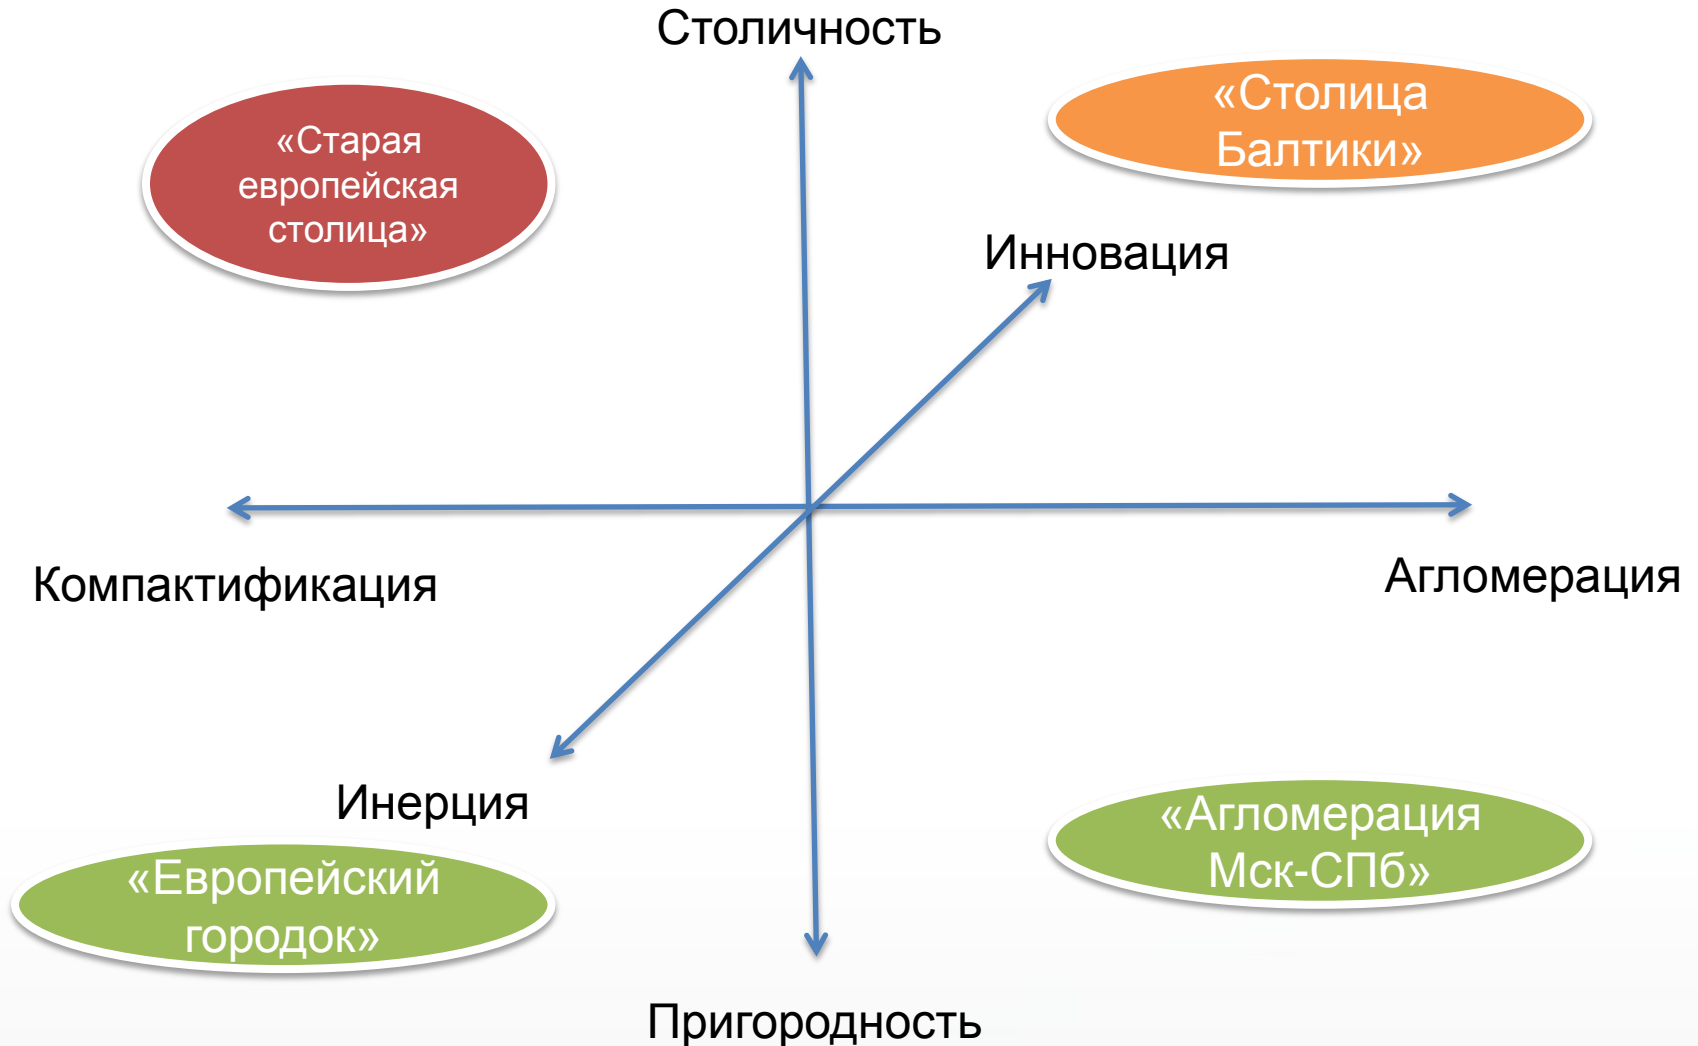 Столичность
«Столица
Балтики»
«Старая
европейская
столица»
Инновация
Компактификация
Агломерация
Инерция
«Агломерация
Мск-СПб»
«Европейский
городок»
Пригородность